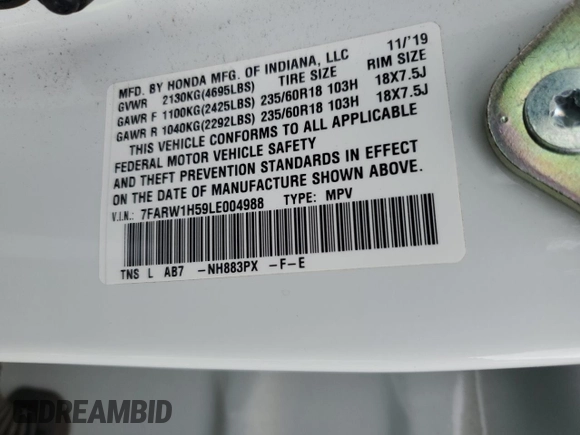 MFD. BY HONDA MFG. OF INDIANA, LLC 11/'19
GVWR 2130KG(4695LBS) TIRE SIZE RIM SIZE
GAWR F 1100KG(2425LBS) 235/60R18 103H 18X7.5J
GAWR R 1040KG(2292LBS) 235/60R18 103H 18X7.5J
THIS VEHICLE CONFORMS TO ALL APPLICABLE
FEDERAL MOTOR VEHICLE SAFETY
AND THEFT PREVENTION STANDARDS IN EFFECT
ON THE DATE OF MANUFACTURE SHOWN ABOVE.
V.I.N.: 7FARW1H59LE004988 TYPE: MPV
TNS L AB7 -NH883PX -F-E
DREAMBID